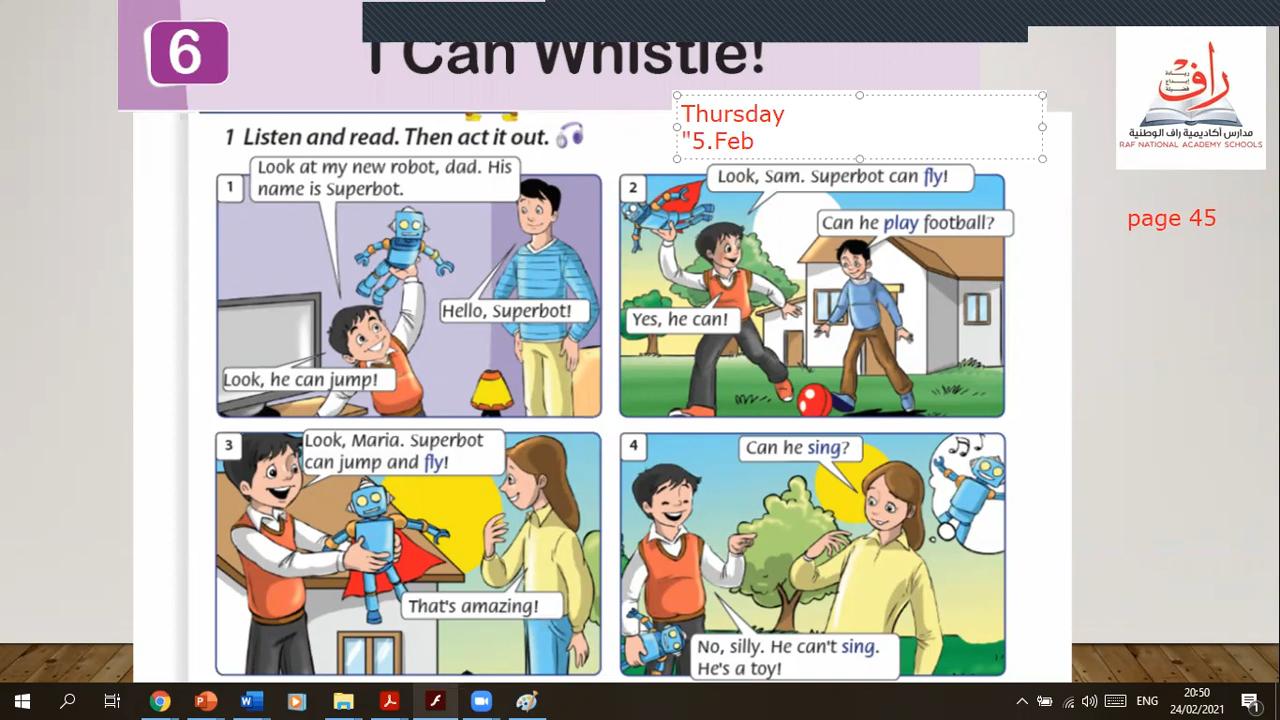 6
I Can Whistle!
Thursday
"5.Feb
رياده
إبداع
فضيلة
راف
مدارس أكاديمية راف الوطنية
RAF NATIONAL ACADEMY SCHOOLS
page 45
1 Listen and read. Then act it out.
1
Look at my new robot, dad. His
name is Superbot.
Hello, Superbot!
Look, he can jump!
2
Look, Sam. Superbot can fly!
Can he play football?
Yes, he can!
3
Look, Maria. Superbot
can jump and fly!
That's amazing!
4
Can he sing?
No, silly. He can't sing.
He's a toy!
ENG
20:50
24/02/2021